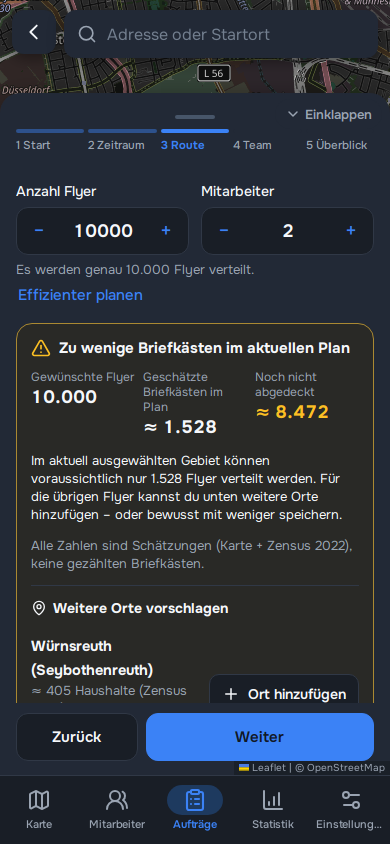 Adresse oder Startort
L 56
Düsseldorf
Einklappen
1 Start
2 Zeitraum
3 Route
4 Team
5 Überblick
Anzahl Flyer
Mitarbeiter
− 10000 +
− 2 +
Es werden genau 10.000 Flyer verteilt.
Effizienter planen
Zu wenige Briefkästen im aktuellen Plan
Gewünschte Flyer
10.000
Geschätzte
Briefkästen im
Plan
≈ 1.528
Noch nicht
abgedeckt
≈ 8.472
Im aktuell ausgewählten Gebiet können
voraussichtlich nur 1.528 Flyer verteilt werden. Für
die übrigen Flyer kannst du unten weitere Orte
hinzufügen – oder bewusst mit weniger speichern.
Alle Zahlen sind Schätzungen (Karte + Zensus 2022),
keine gezählten Briefkästen.
Weitere Orte vorschlagen
Würnsreuth
(Seybothenreuth)
≈ 405 Haushalte (Zensus
+ Ort hinzufügen
Zurück
Weiter
Leaflet | © OpenStreetMap
Karte
Mitarbeiter
Aufträge
Statistik
Einstellung...